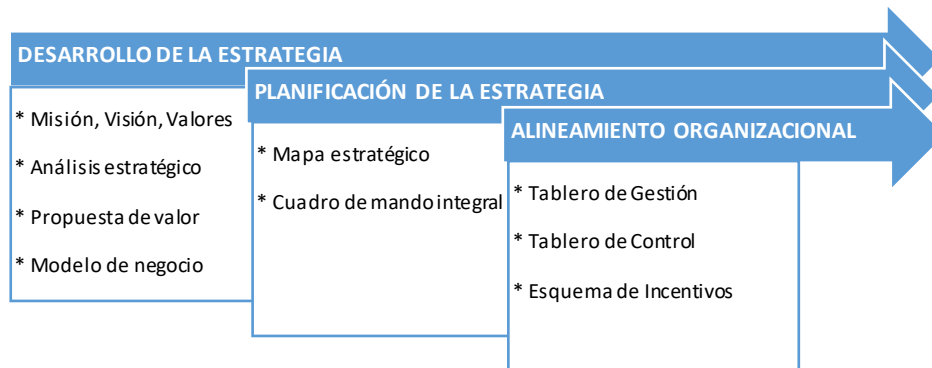 DESARROLLO DE LA ESTRATEGIA
* Misión, Visión, Valores
* Análisis estratégico
* Propuesta de valor
* Modelo de negocio
PLANIFICACIÓN DE LA ESTRATEGIA
* Mapa estratégico
* Cuadro de mando integral
ALINEAMIENTO ORGANIZACIONAL
* Tablero de Gestión
* Tablero de Control
* Esquema de Incentivos